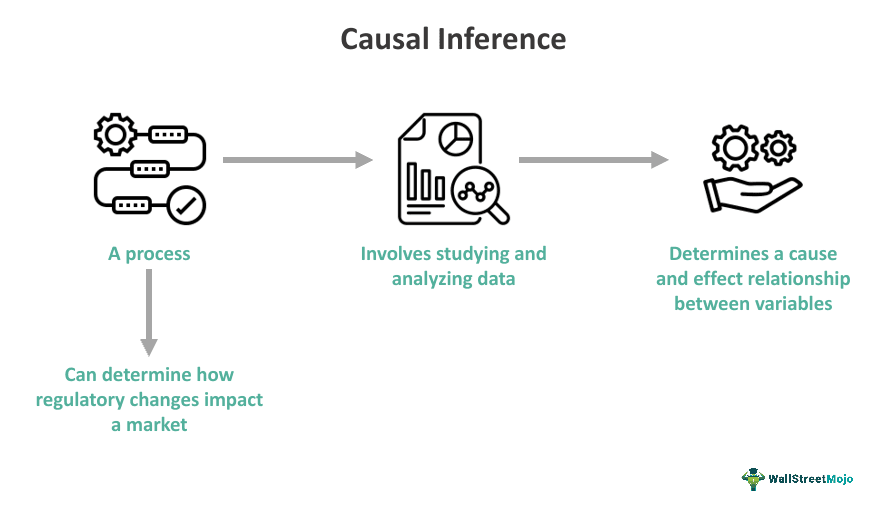 Causal Inference
A process
Involves studying and
analyzing data
Determines a cause
and effect relationship
between variables
Can determine how
regulatory changes impact
a market
WallStreetMojo